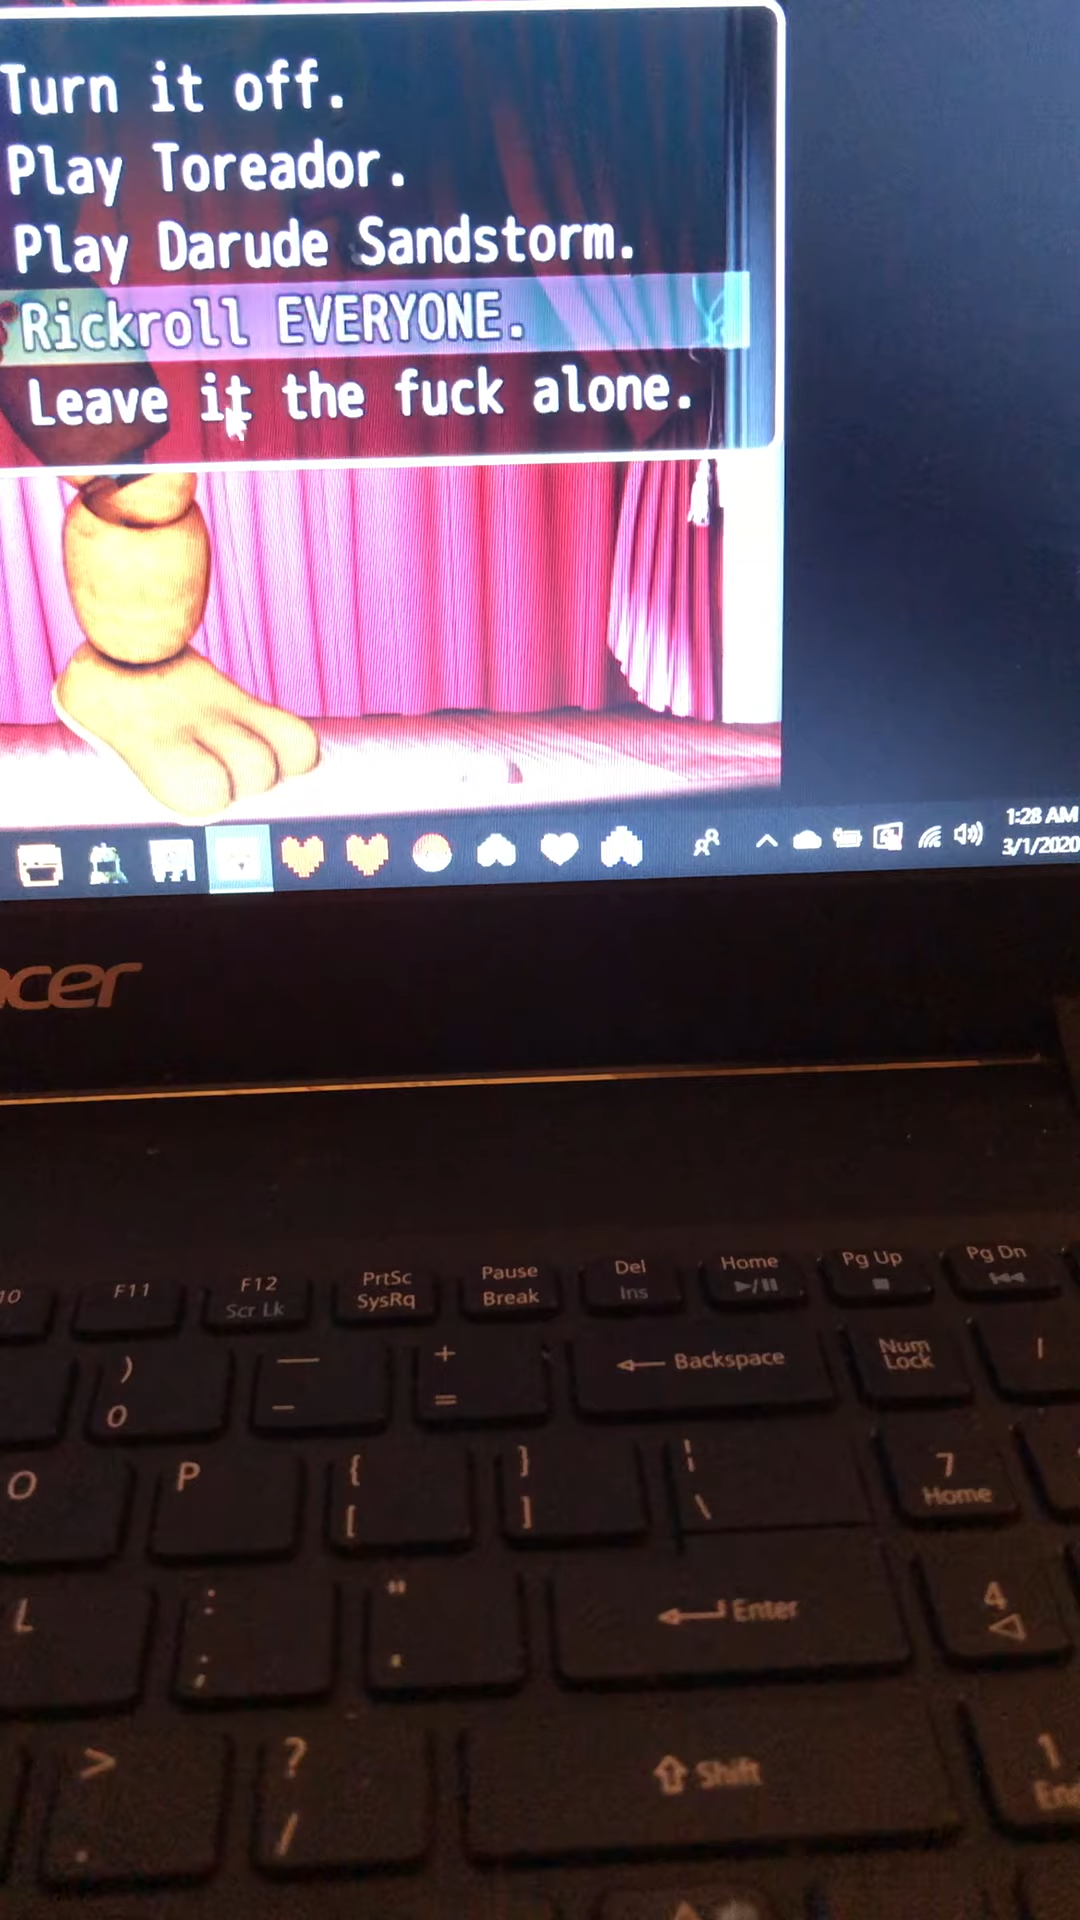 Turn it off.
Play Toreador.
Play Darude Sandstorm.
Rickroll EVERYONE.
Leave it the fuck alone.
1:28 AM
3/1/2020
acer
10
F11
F12
Scr Lk
PrtSc
SysRq
Pause
Break
Del
Ins
Home
Pg Up
Pg Dn
)
0
—
-
+
=
Backspace
Num
Lock
/
O
P
{
[
}
]
¦
\
7
Home
L
:
;
"
'
Enter
4
>
.
?
/
Shift
1
End